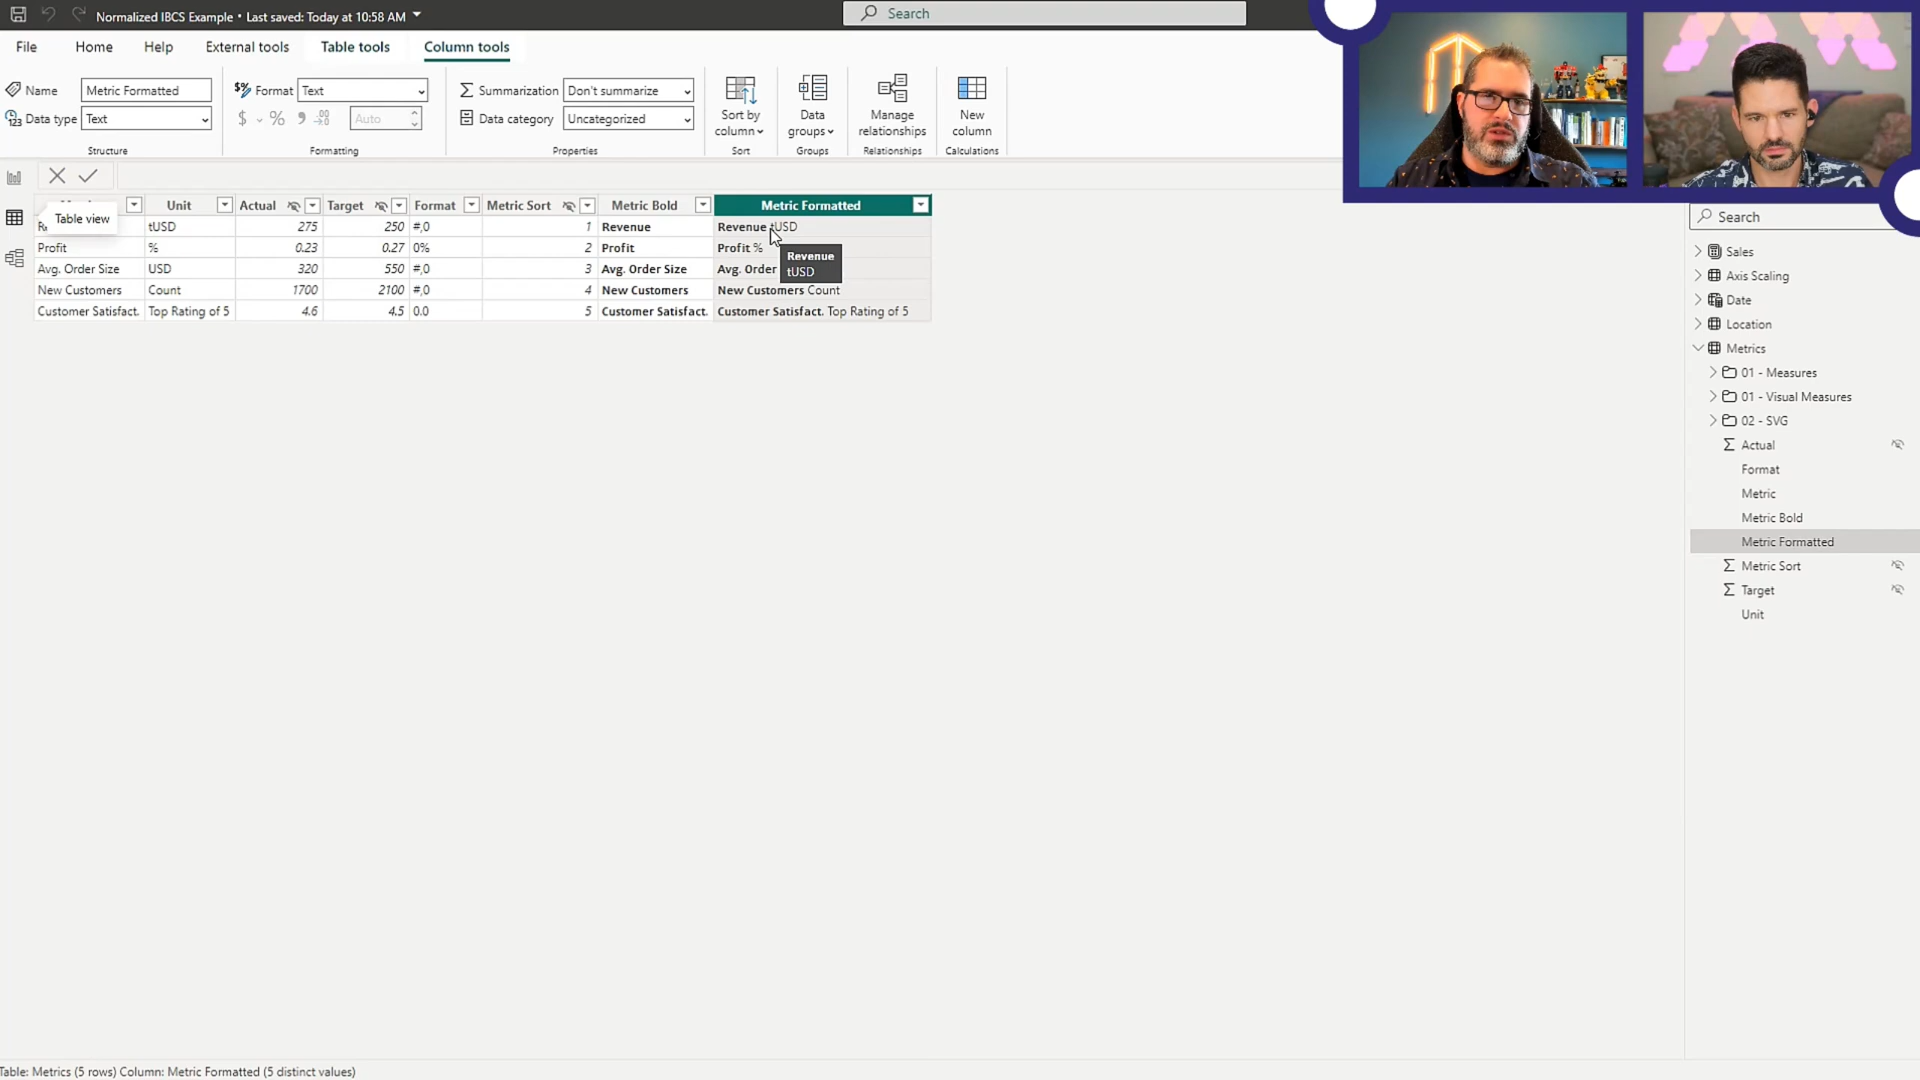 Normalized IBCS Example • Last saved: Today at 10:58 AM
Search
File Home Help External tools Table tools Column tools
Name Metric Formatted
Data type Text
Structure
Format Text
$ % Auto
Formatting
Summarization Don't summarize
Data category Uncategorized
Properties
Sort by column
Sort
Data groups
Groups
Manage relationships
Relationships
New column
Calculations
Unit Actual Target Format Metric Sort Metric Bold Metric Formatted
Table view
tUSD 275 250 #,0 1 Revenue Revenue tUSD
Profit % 0.23 0.27 0% 2 Profit Profit %
Avg. Order Size USD 320 550 #,0 3 Avg. Order Size Avg. Order
New Customers Count 1700 2100 #,0 4 New Customers New Customers Count
Customer Satisfact. Top Rating of 5 4.6 4.5 0.0 5 Customer Satisfact. Customer Satisfact. Top Rating of 5
Revenue
tUSD
Search
Sales
Axis Scaling
Date
Location
Metrics
01 - Measures
01 - Visual Measures
02 - SVG
Actual
Format
Metric
Metric Bold
Metric Formatted
Metric Sort
Target
Unit
Table: Metrics (5 rows) Column: Metric Formatted (5 distinct values)